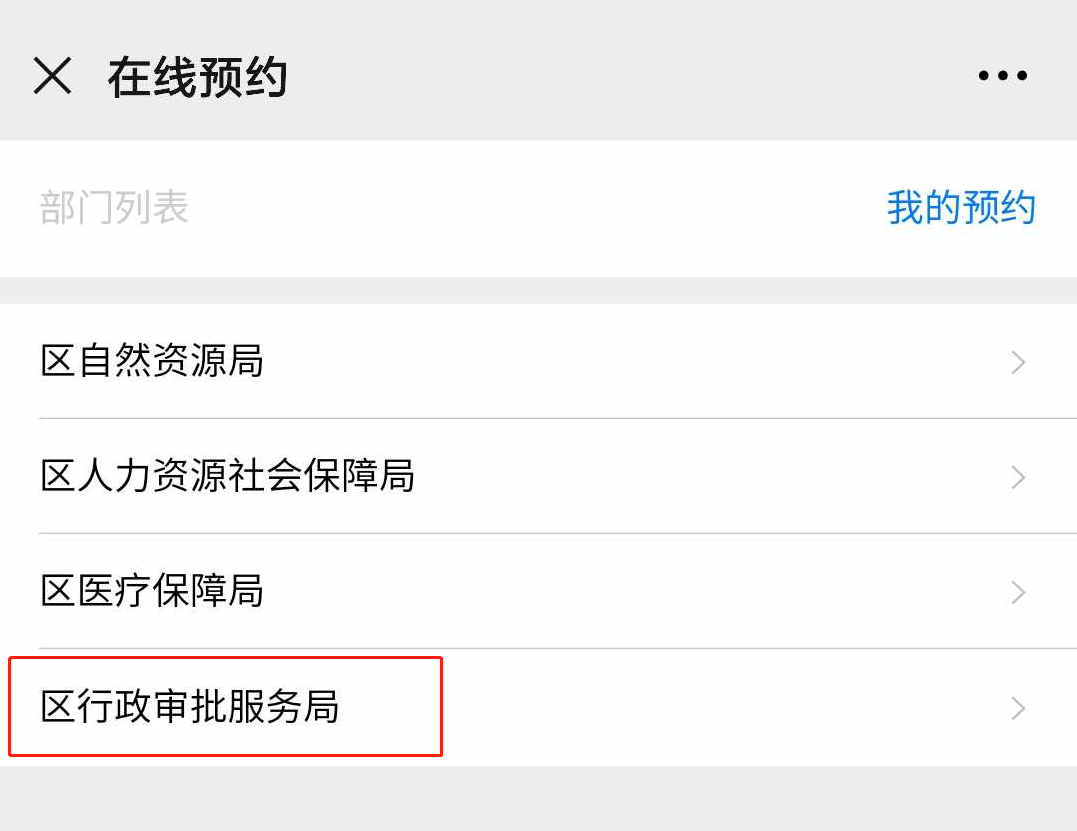 在线预约
部门列表 我的预约
区自然资源局
区人力资源社会保障局
区医疗保障局
区行政审批服务局